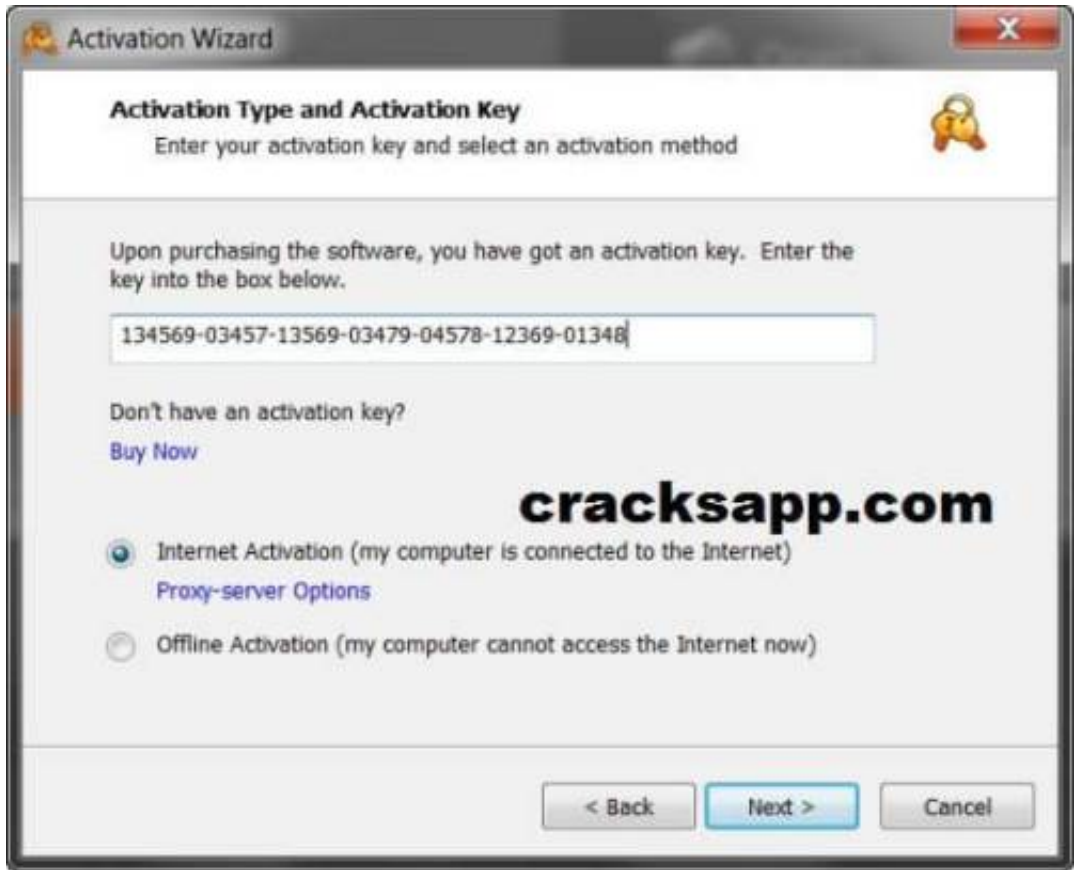 Activation Wizard
X
Activation Type and Activation Key
Enter your activation key and select an activation method
Upon purchasing the software, you have got an activation key. Enter the
key into the box below.
134569-03457-13569-03479-04578-12369-01348
Don't have an activation key?
Buy Now
cracksapp.com
Internet Activation (my computer is connected to the Internet)
Proxy-server Options
Offline Activation (my computer cannot access the Internet now)
< Back
Next >
Cancel